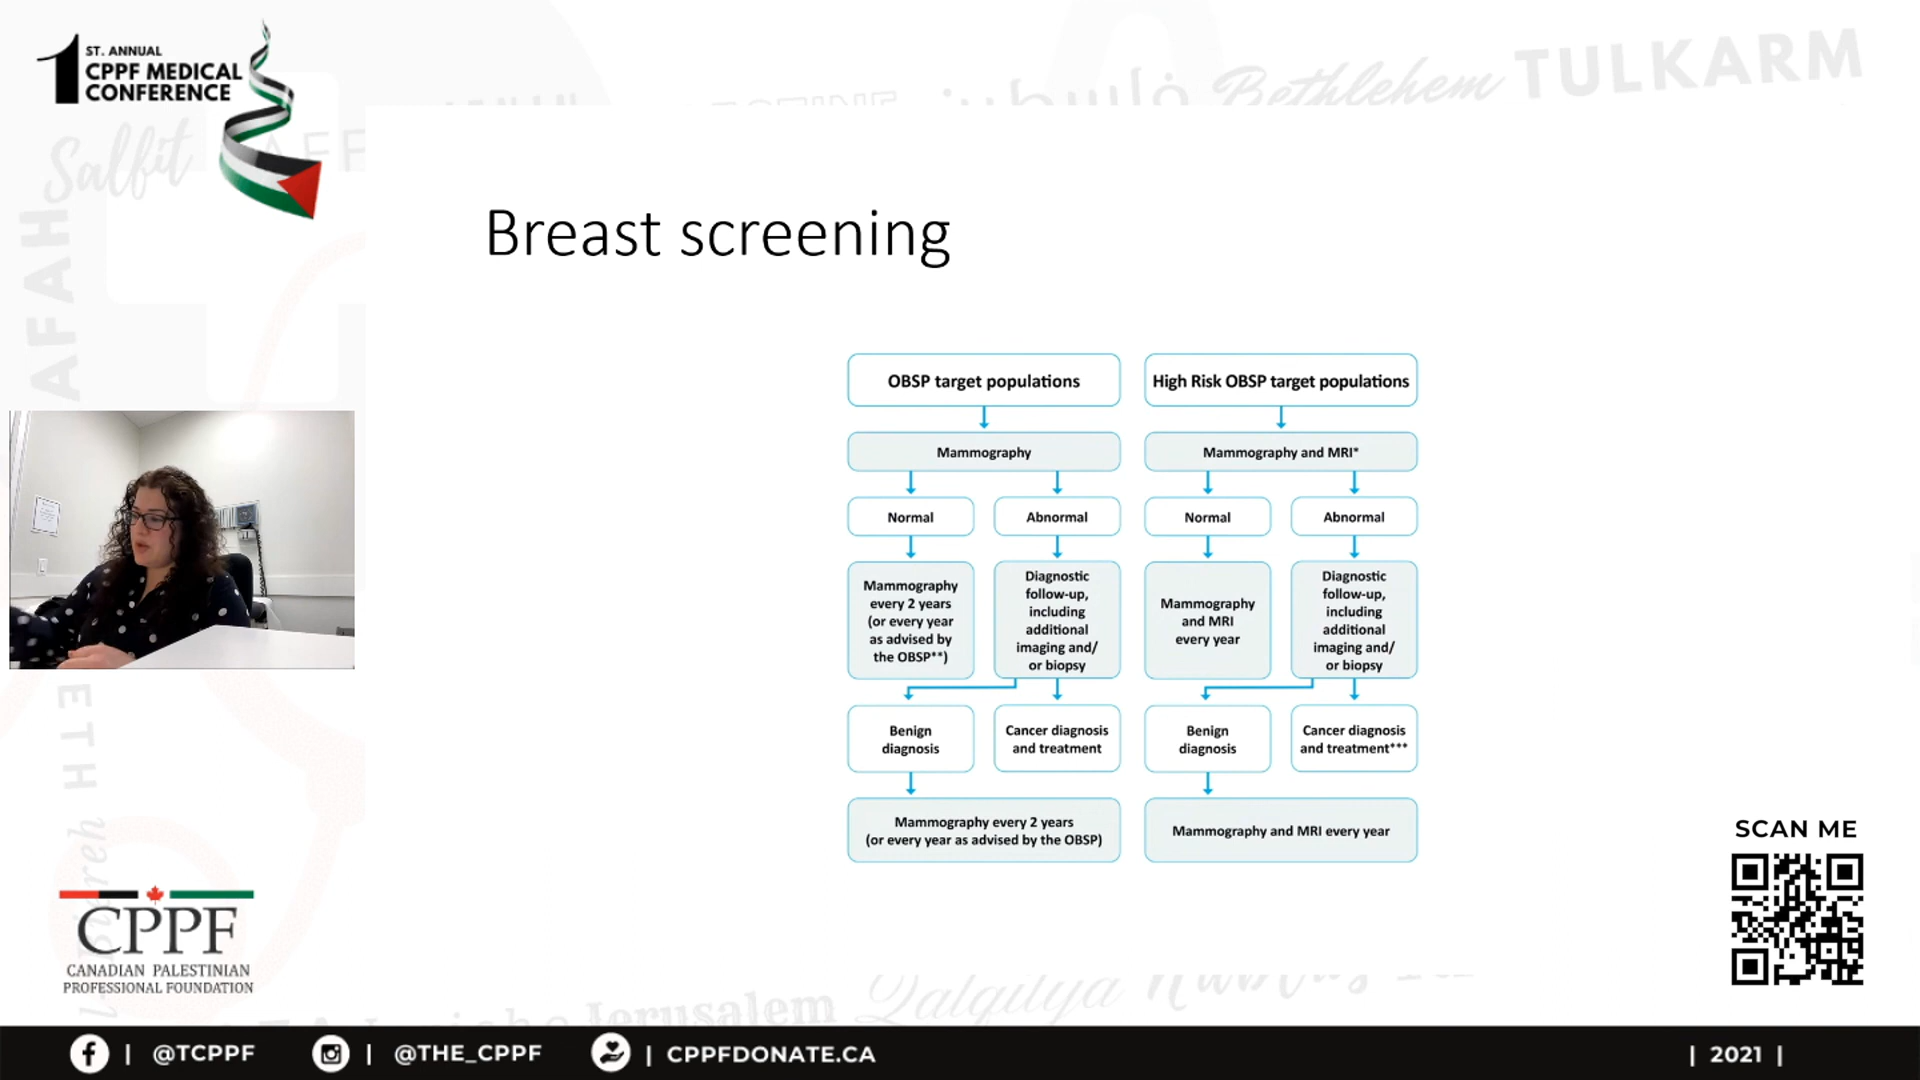 ST. ANNUAL
1 CPPF MEDICAL
CONFERENCE
Salfit
TULKARM
Bethlehem
AFAH
Breast screening
OBSP target populations
High Risk OBSP target populations
Mammography
Mammography and MRI*
Normal
Abnormal
Normal
Abnormal
Mammography
every 2 years
(or every year
as advised by
the OBSP**)
Diagnostic
follow-up,
including
additional
imaging and/
or biopsy
Mammography
and MRI
every year
Diagnostic
follow-up,
including
additional
imaging and/
or biopsy
Benign
diagnosis
Cancer diagnosis
and treatment
Benign
diagnosis
Cancer diagnosis
and treatment***
Mammography every 2 years
(or every year as advised by the OBSP)
Mammography and MRI every year
SCAN ME
CPPF
CANADIAN PALESTINIAN
PROFESSIONAL FOUNDATION
Jerusalem
Qalqilya
| @TCPPF
| @THE_CPPF
| CPPFDONATE.CA
| 2021 |